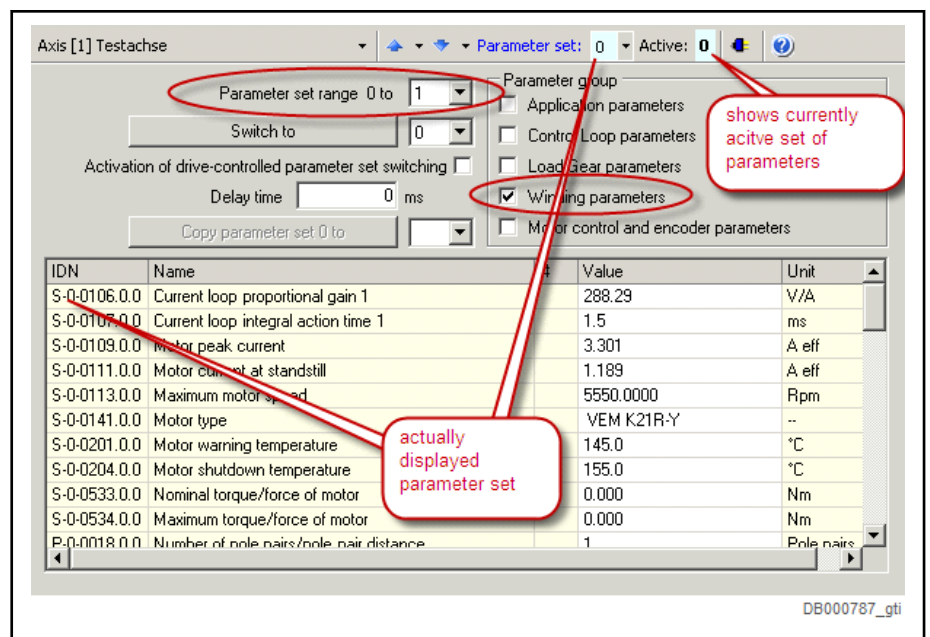 Axis [1] Testachse Parameter set: 0 Active: 0
Parameter set range 0 to 1
Switch to 0
Activation of drive-controlled parameter set switching
Delay time 0 ms
Copy parameter set 0 to
Parameter group
Application parameters
Control Loop parameters
Load Gear parameters
Winding parameters
Motor control and encoder parameters
shows currently
acitve set of
parameters
IDN Name Value Unit
S-0-0106.0.0 Current loop proportional gain 1 288.29 V/A
S-0-0107.0.0 Current loop integral action time 1 1.5 ms
S-0-0109.0.0 Motor peak current 3.301 A eff
S-0-0111.0.0 Motor current at standstill 1.189 A eff
S-0-0113.0.0 Maximum motor speed 5550.0000 Rpm
S-0-0141.0.0 Motor type VEM K21R-Y --
S-0-0201.0.0 Motor warning temperature 145.0 °C
S-0-0204.0.0 Motor shutdown temperature 155.0 °C
S-0-0533.0.0 Nominal torque/force of motor 0.000 Nm
S-0-0534.0.0 Maximum torque/force of motor 0.000 Nm
P-0-0018.0.0 Number of pole pairs/pole pair distance 1 Pole pairs
actually
displayed
parameter set
DB000787_gti